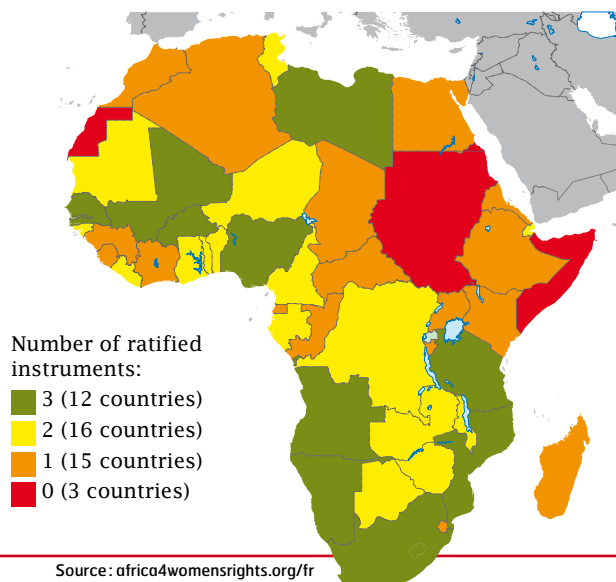 Number of ratified
instruments:
3 (12 countries)
2 (16 countries)
1 (15 countries)
0 (3 countries)
Source: africa4womensrights.org/fr